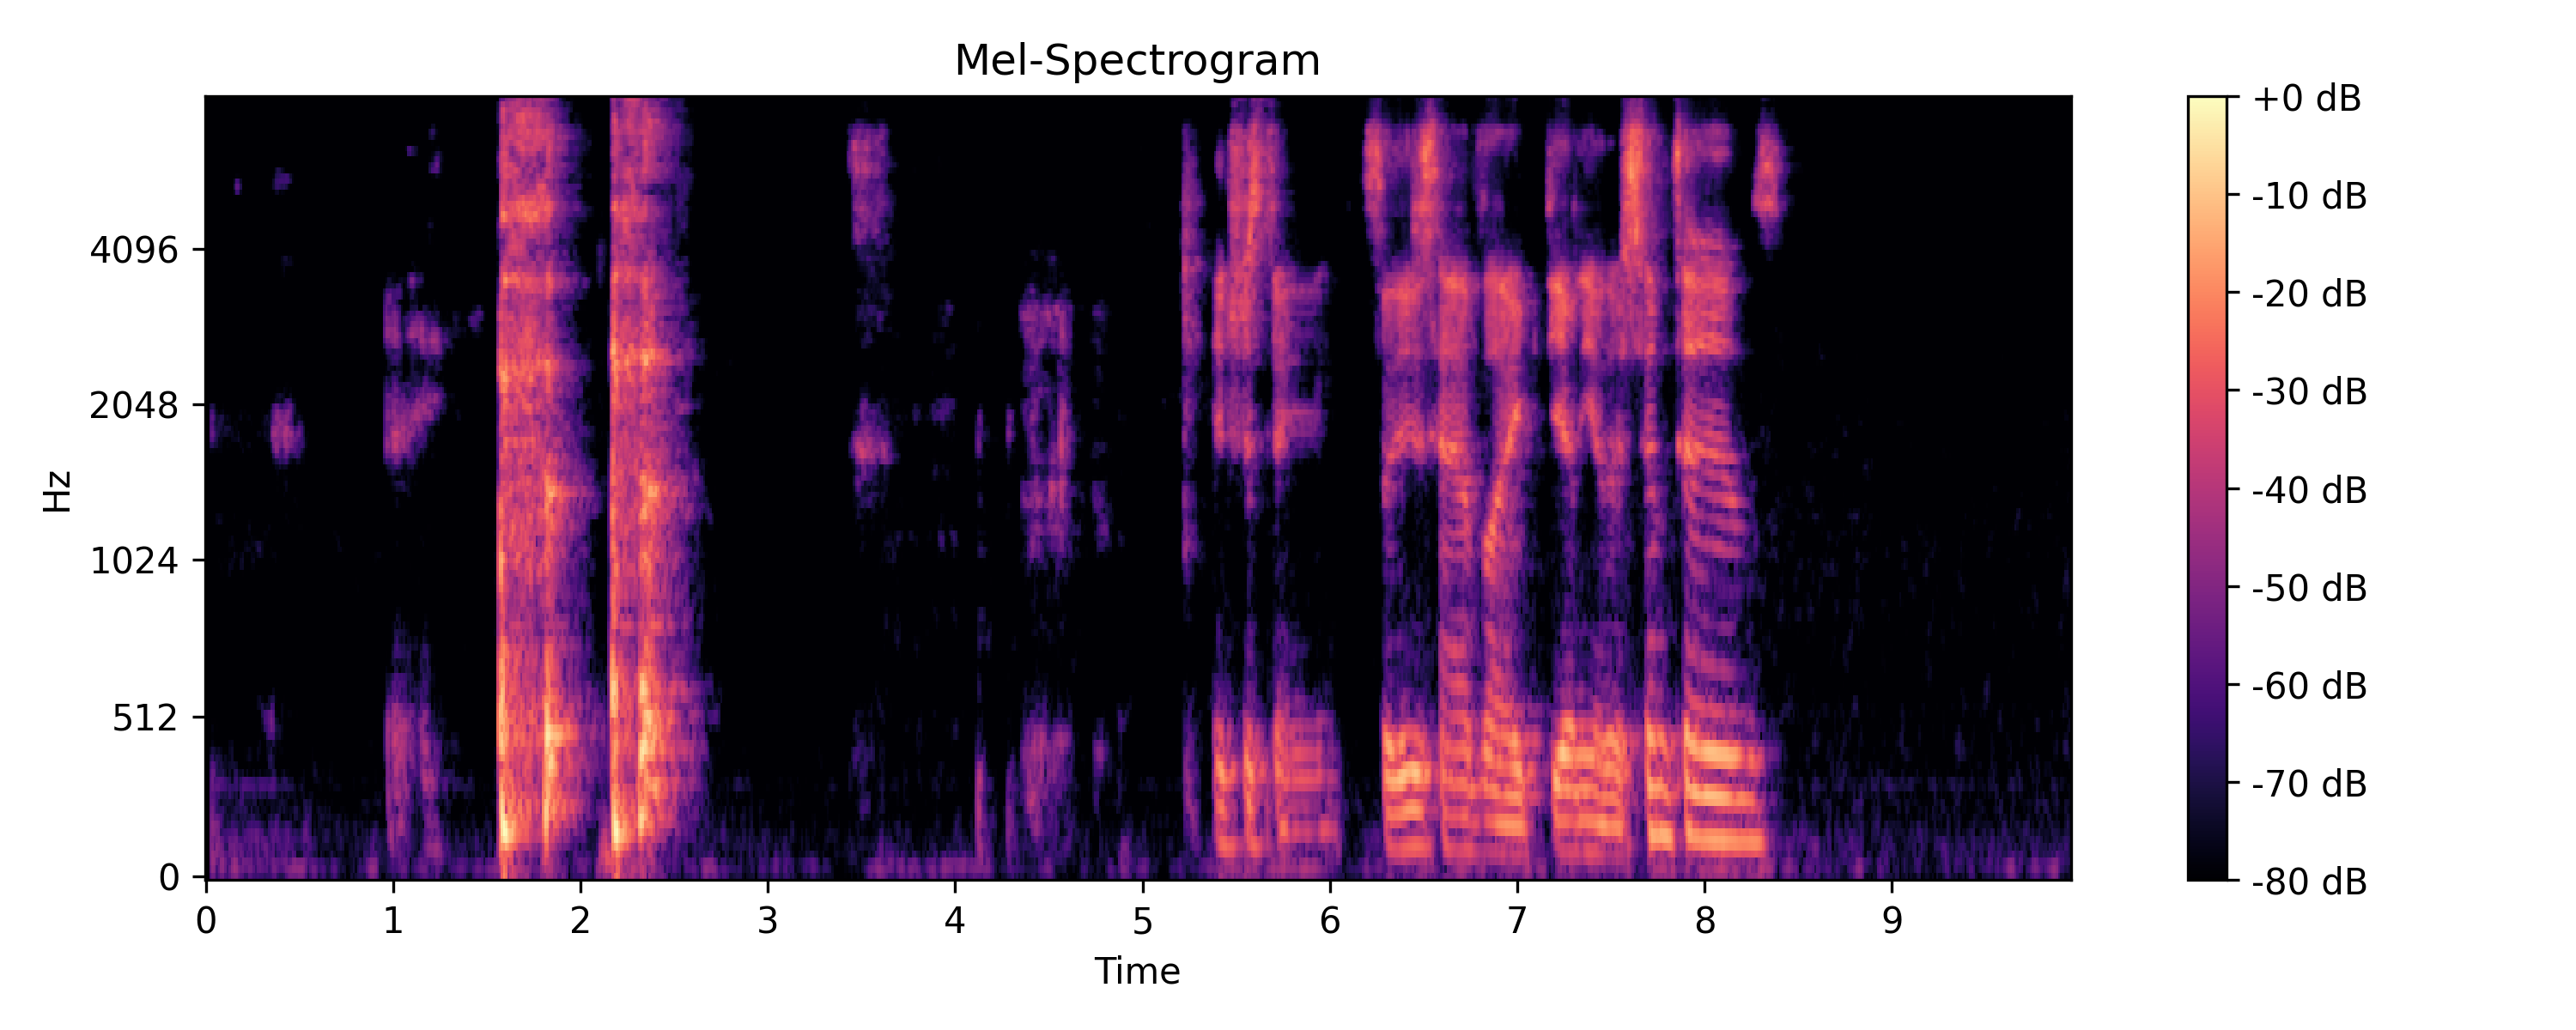 Mel-Spectrogram
+0 dB
-10 dB
-20 dB
-30 dB
-40 dB
-50 dB
-60 dB
-70 dB
-80 dB
Hz
4096
2048
1024
512
0
0 1 2 3 4 5 6 7 8 9
Time